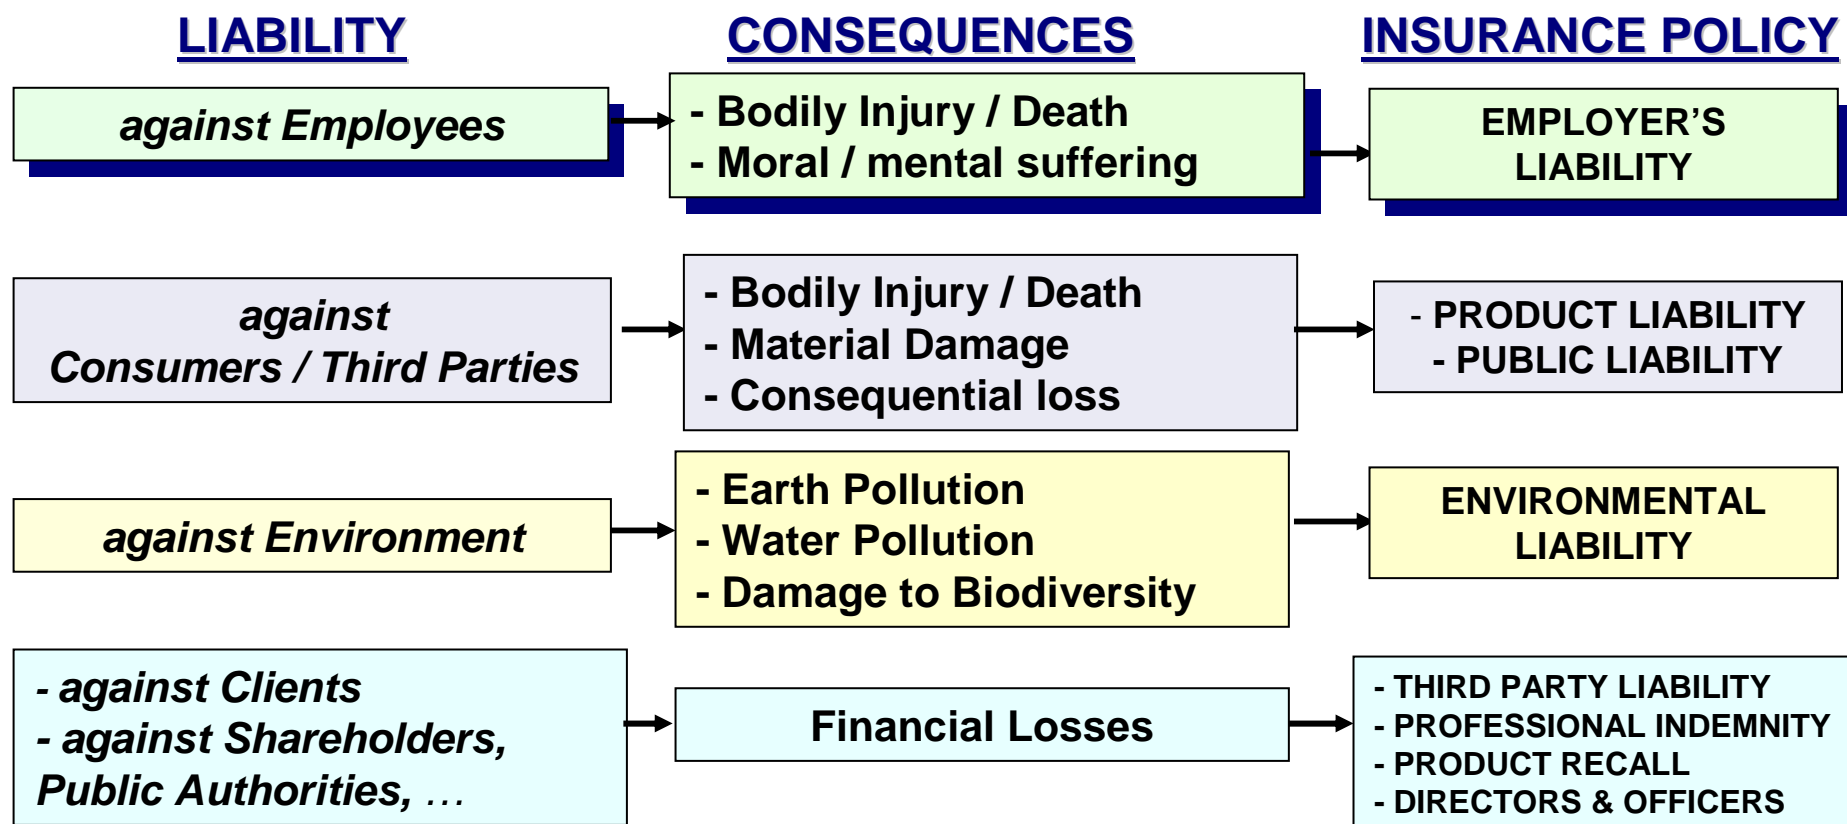 LIABILITY
CONSEQUENCES
INSURANCE POLICY
against Employees
- Bodily Injury / Death
- Moral / mental suffering
EMPLOYER’S
LIABILITY
against
Consumers / Third Parties
- Bodily Injury / Death
- Material Damage
- Consequential loss
- PRODUCT LIABILITY
- PUBLIC LIABILITY
against Environment
- Earth Pollution
- Water Pollution
- Damage to Biodiversity
ENVIRONMENTAL
LIABILITY
- against Clients
- against Shareholders,
Public Authorities, …
Financial Losses
- THIRD PARTY LIABILITY
- PROFESSIONAL INDEMNITY
- PRODUCT RECALL
- DIRECTORS & OFFICERS